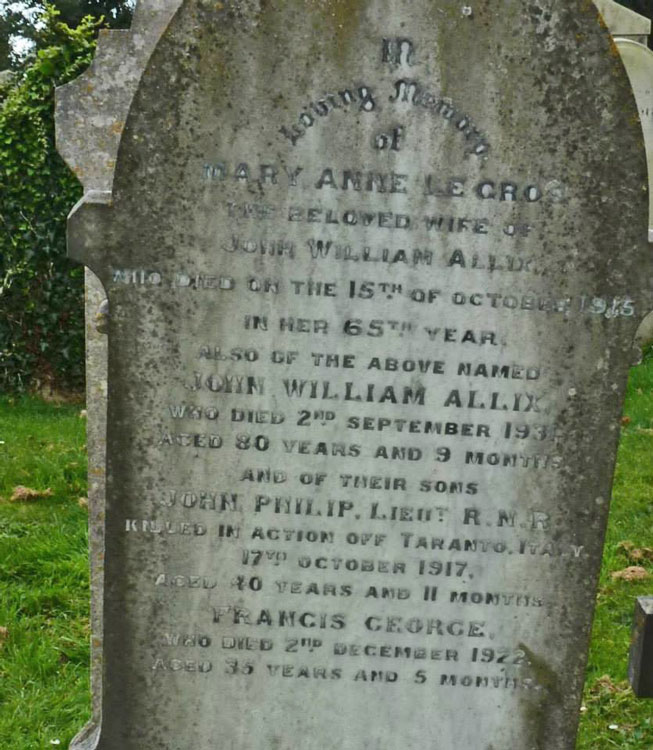 In
Loving Memory
of
MARY ANNE LE GROS
THE BELOVED WIFE OF
JOHN WILLIAM ALLIX,
WHO DIED ON THE 15TH OF OCTOBER 1915
IN HER 65TH YEAR.
ALSO OF THE ABOVE NAMED
JOHN WILLIAM ALLIX,
WHO DIED 2ND SEPTEMBER
AGED 80 YEARS AND 9 MONTHS
AND OF THEIR SONS
JOHN PHILIP, LIEUT R.N.R.
KILLED IN ACTION OFF TARANTO, ITALY
17TH OCTOBER 1917,
AGED 40 YEARS AND 11 MONTHS.
FRANCIS GEORGE,
WHO DIED 2ND DECEMBER 1922,
AGED 35 YEARS AND 5 MONTHS.